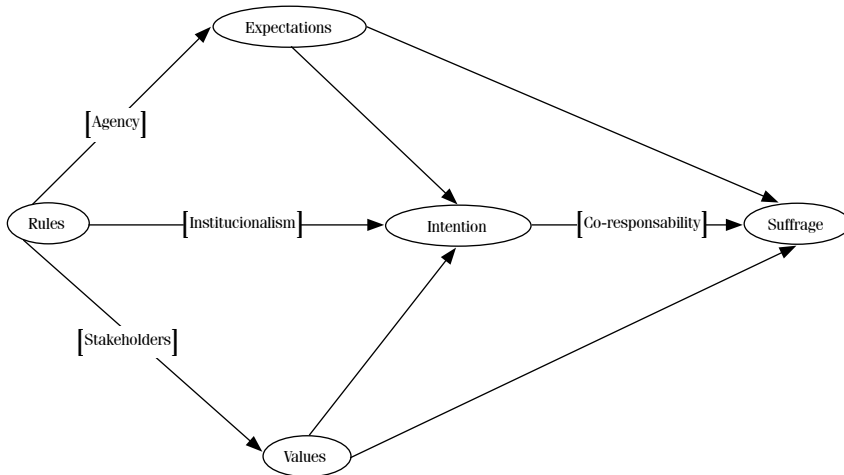 Expectations
[Agency]
Rules
[Institucionalism]
Intention
[Co-responsability]
Suffrage
[Stakeholders]
Values